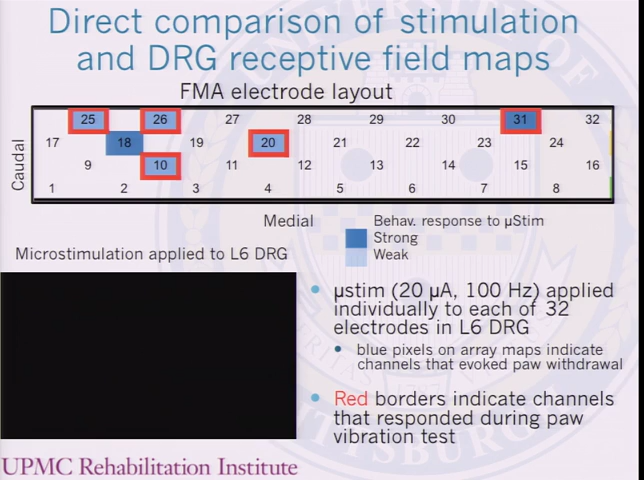 Direct comparison of stimulation
and DRG receptive field maps
FMA electrode layout
25 26 27 28 29 30 31 32
17 18 19 20 21 22 23 24
9 10 11 12 13 14 15 16
1 2 3 4 5 6 7 8
Caudal
Medial
Behav. response to µStim
Strong
Weak
Microstimulation applied to L6 DRG
µstim (20 µA, 100 Hz) applied
individually to each of 32
electrodes in L6 DRG
blue pixels on array maps indicate
channels that evoked paw withdrawal
Red borders indicate channels
that responded during paw
vibration test
UPMC Rehabilitation Institute